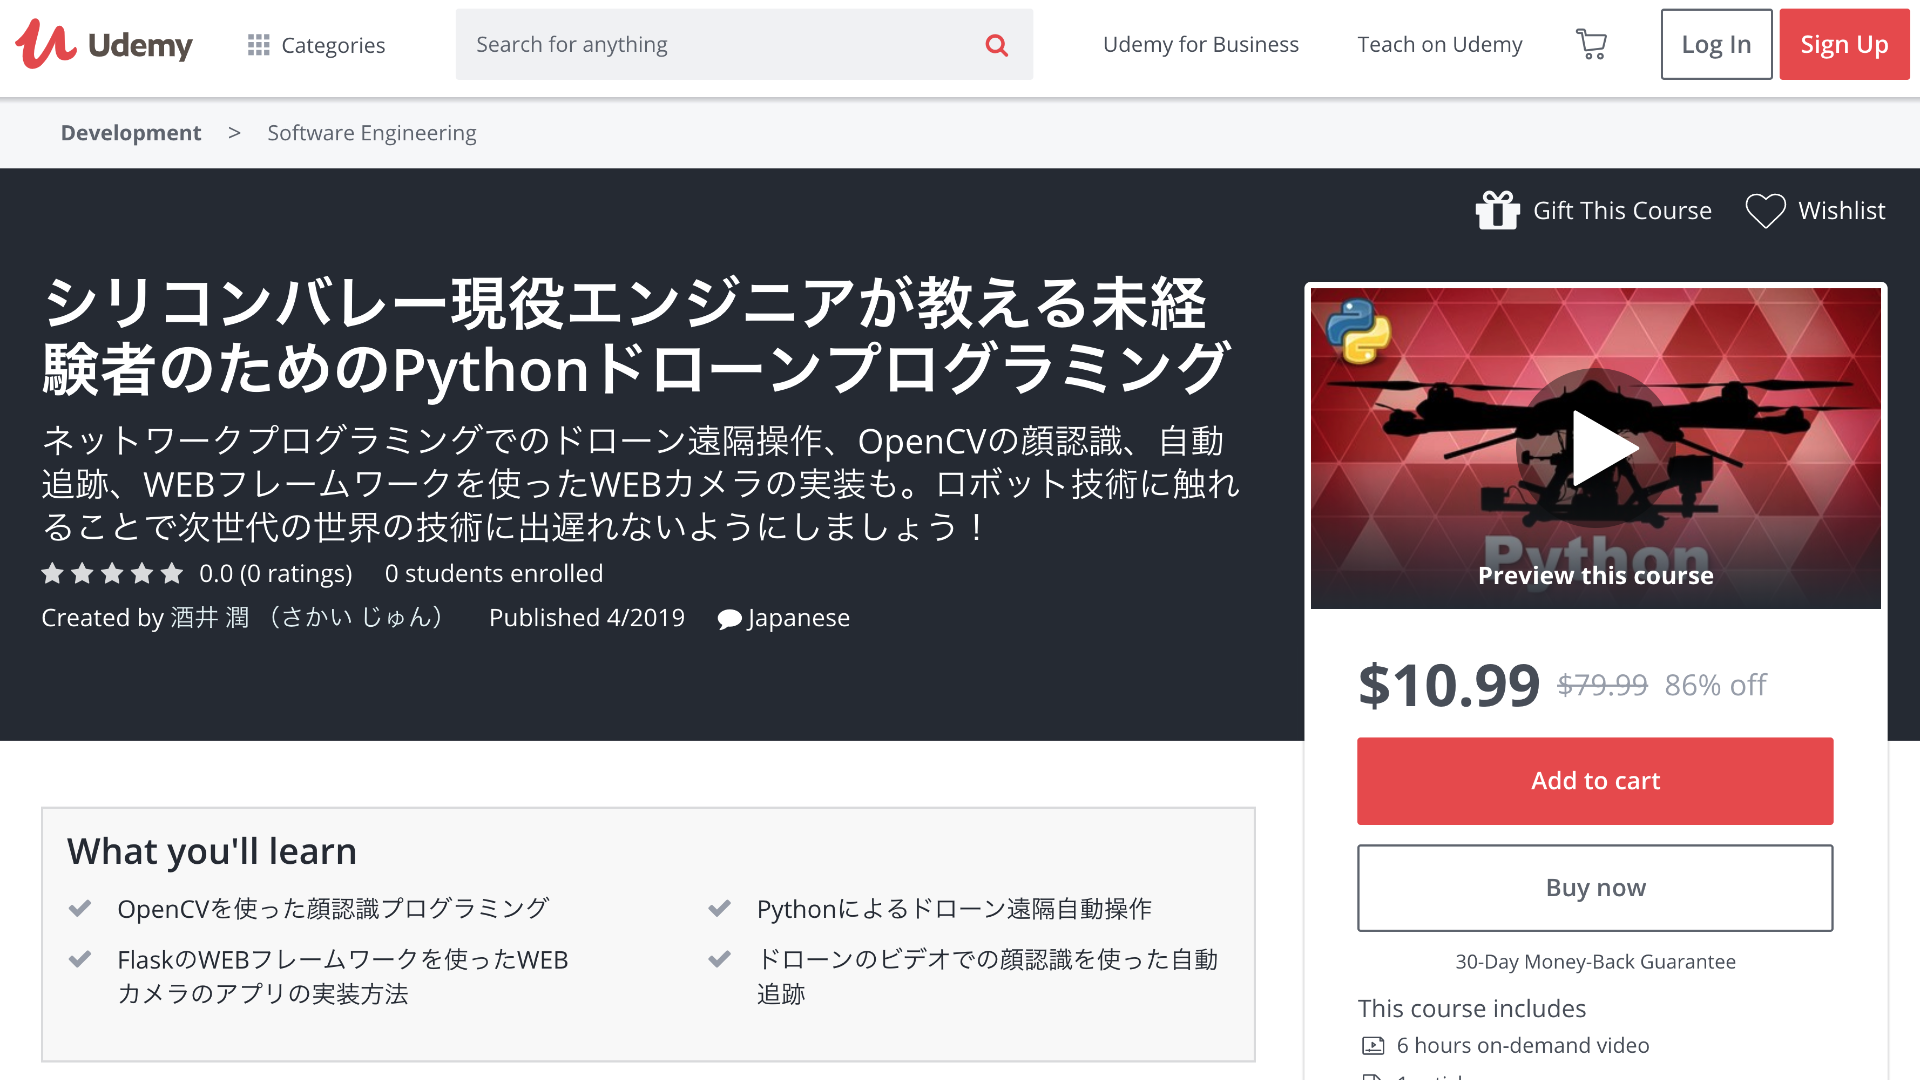 Udemy
Categories
Search for anything
Udemy for Business
Teach on Udemy
Log In
Sign Up
Development > Software Engineering
Gift This Course
Wishlist
シリコンバレー現役エンジニアが教える未経
験者のためのPythonドローンプログラミング
ネットワークプログラミングでのドローン遠隔操作、OpenCVの顔認識、自動
追跡、WEBフレームワークを使ったWEBカメラの実装も。ロボット技術に触れ
ることで次世代の世界の技術に出遅れないようにしましょう！
0.0 (0 ratings) 0 students enrolled
Created by 酒井 潤 （さかい じゅん） Published 4/2019 Japanese
Python
Preview this course
$10.99 $79.99 86% off
Add to cart
Buy now
30-Day Money-Back Guarantee
This course includes
6 hours on-demand video
What you'll learn
OpenCVを使った顔認識プログラミング
Pythonによるドローン遠隔自動操作
FlaskのWEBフレームワークを使ったWEB
カメラのアプリの実装方法
ドローンのビデオでの顔認識を使った自動
追跡